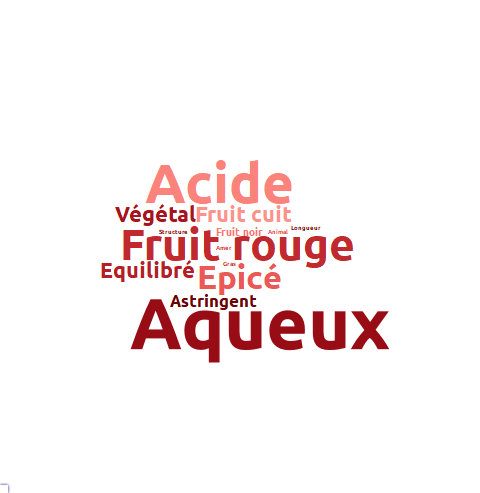 Acide
Végétal Fruit cuit
Structure Fruit noir Animal Longueur
Fruit rouge
Amer
Equilibré Epicé Gras
Astringent
Aqueux